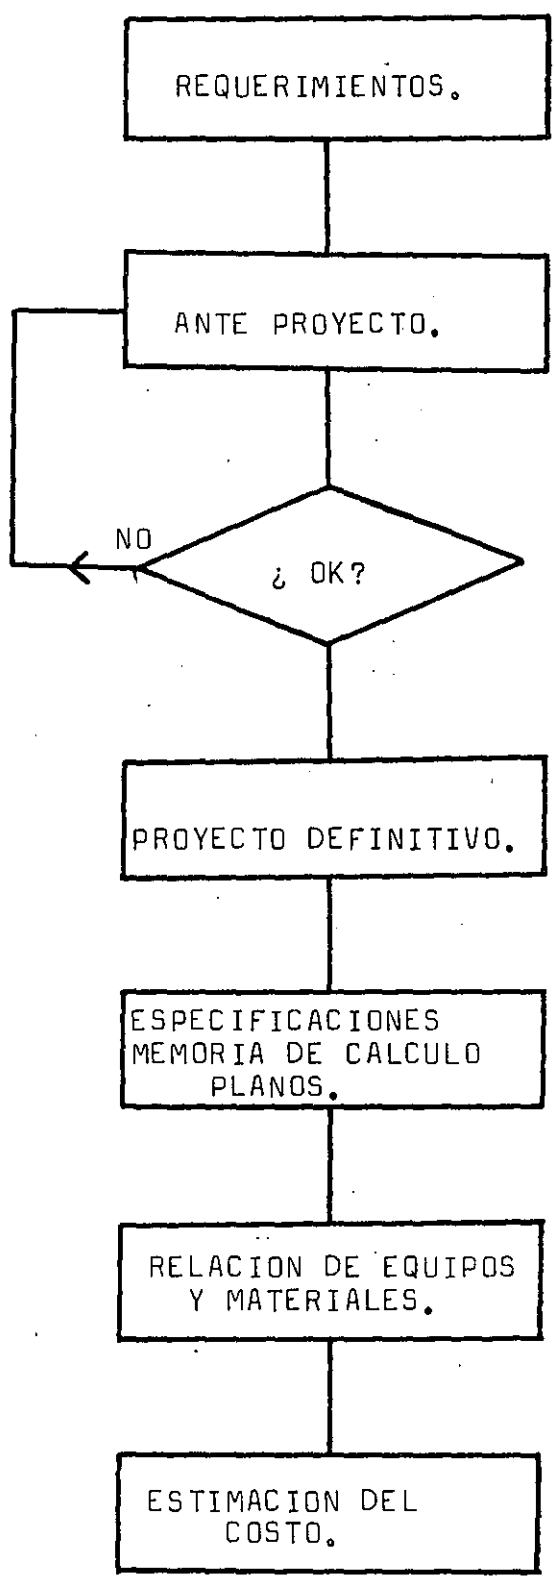 REQUERIMIENTOS.
ANTE PROYECTO.
NO
¿ OK?
PROYECTO DEFINITIVO.
ESPECIFICACIONES
MEMORIA DE CALCULO
PLANOS.
RELACION DE EQUIPOS
Y MATERIALES.
ESTIMACION DEL
COSTO.